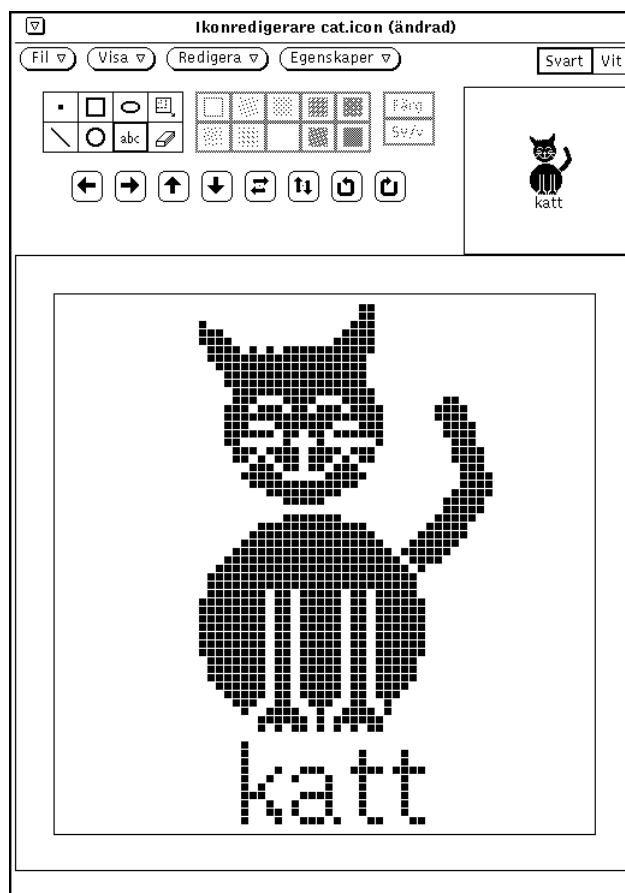 Ikonredigerare cat.icon (ändrad)
Fil Visa Redigera Egenskaper Svart Vit
abc Färg
Sv/v
katt
katt